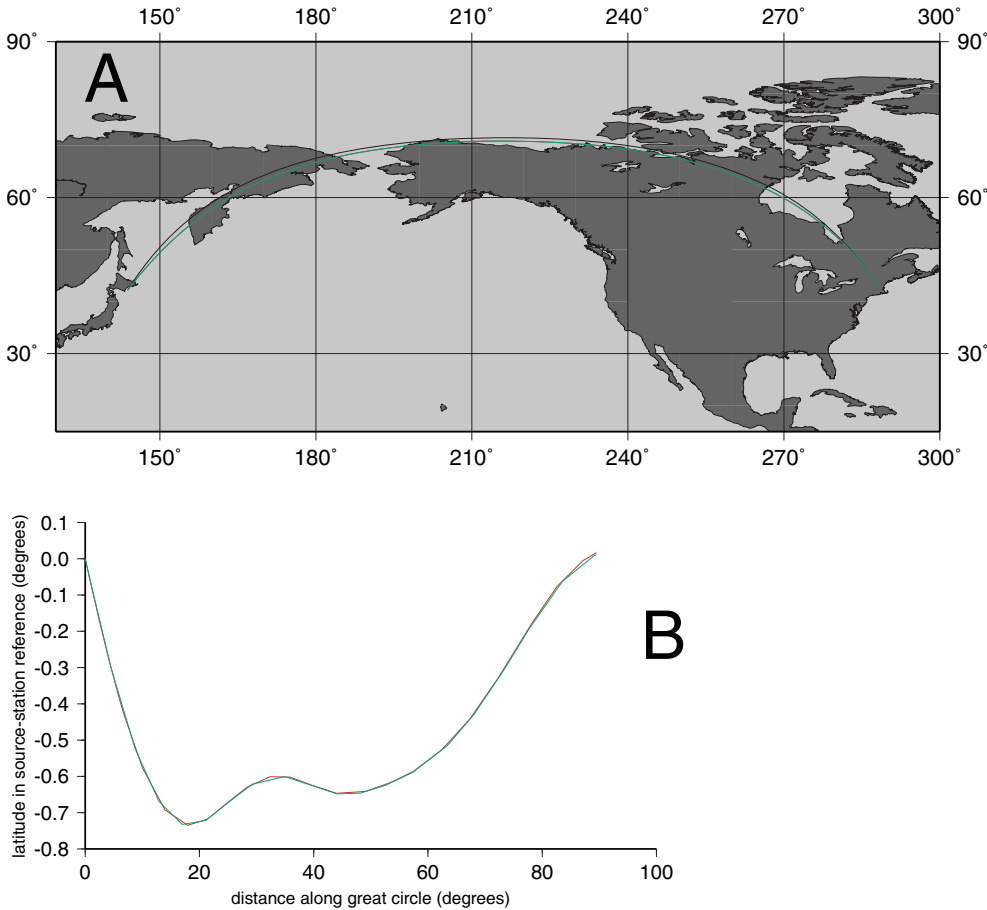 150° 180° 210° 240° 270° 300°
90° 90°
A
60° 60°
30° 30°
150° 180° 210° 240° 270° 300°
latitude in source-station reference (degrees)
0.1
0.0
-0.1
-0.2
-0.3
-0.4
-0.5
-0.6
-0.7
-0.8
B
0 20 40 60 80 100
distance along great circle (degrees)